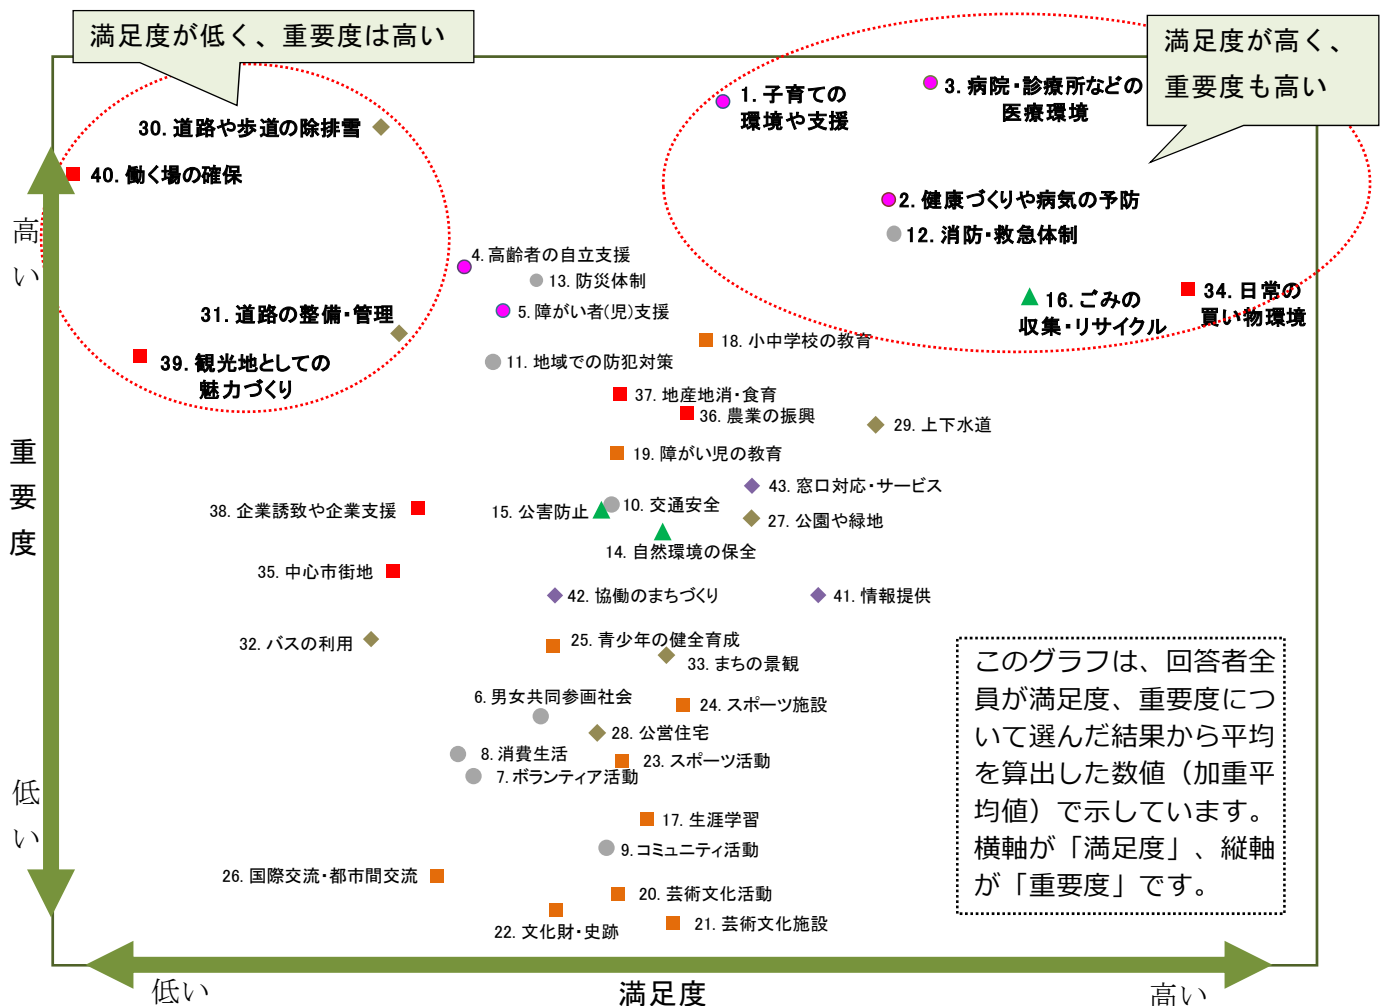 満足度が低く、重要度は高い
満足度が高く、
重要度も高い
1. 子育ての
環境や支援
3. 病院・診療所などの
医療環境
30. 道路や歩道の除排雪
40. 働く場の確保
2. 健康づくりや病気の予防
12. 消防・救急体制
高
い
4. 高齢者の自立支援
13. 防災体制
5. 障がい者(児)支援
16. ごみの
収集・リサイクル
34. 日常の
買い物環境
31. 道路の整備・管理
39. 観光地としての
魅力づくり
18. 小中学校の教育
11. 地域での防犯対策
37. 地産地消・食育
36. 農業の振興
29. 上下水道
19. 障がい児の教育
重
要
度
43. 窓口対応・サービス
38. 企業誘致や企業支援
15. 公害防止
10. 交通安全
27. 公園や緑地
14. 自然環境の保全
35. 中心市街地
42. 協働のまちづくり
41. 情報提供
32. バスの利用
25. 青少年の健全育成
33. まちの景観
6. 男女共同参画社会
24. スポーツ施設
28. 公営住宅
8. 消費生活
23. スポーツ活動
7. ボランティア活動
低
い
17. 生涯学習
9. コミュニティ活動
26. 国際交流・都市間交流
20. 芸術文化活動
22. 文化財・史跡
21. 芸術文化施設
このグラフは、回答者全
員が満足度、重要度につ
いて選んだ結果から平均
を算出した数値（加重平
均値）で示しています。
横軸が「満足度」、縦軸
が「重要度」です。
低い
満足度
高い